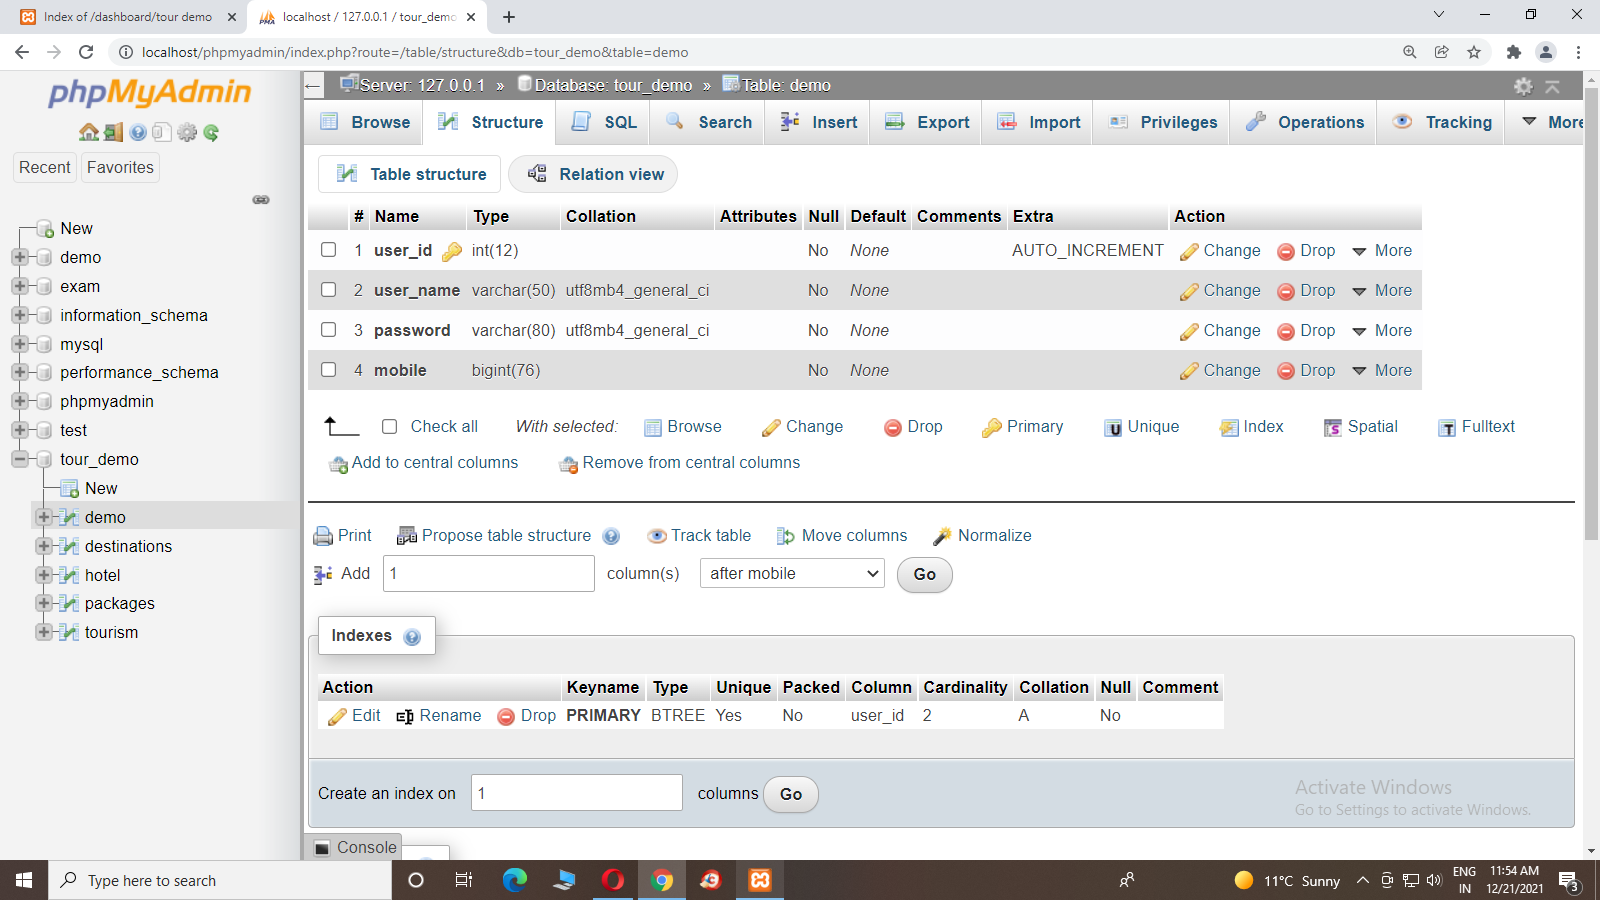 Index of /dashboard/tour demo
localhost / 127.0.0.1 / tour_demo
localhost/phpmyadmin/index.php?route=/table/structure&db=tour_demo&table=demo
phpMyAdmin
Server: 127.0.0.1 » Database: tour_demo » Table: demo
Browse Structure SQL Search Insert Export Import Privileges Operations Tracking More
Recent Favorites
Table structure Relation view
New
demo
exam
information_schema
mysql
performance_schema
phpmyadmin
test
tour_demo
New
demo
destinations
hotel
packages
tourism
# Name Type Collation Attributes Null Default Comments Extra Action
1 user_id int(12) No None AUTO_INCREMENT Change Drop More
2 user_name varchar(50) utf8mb4_general_ci No None Change Drop More
3 password varchar(80) utf8mb4_general_ci No None Change Drop More
4 mobile bigint(76) No None Change Drop More
Check all With selected: Browse Change Drop Primary Unique Index Spatial Fulltext
Add to central columns Remove from central columns
Print Propose table structure Track table Move columns Normalize
Add 1 column(s) after mobile Go
Indexes
Action Keyname Type Unique Packed Column Cardinality Collation Null Comment
Edit Rename Drop PRIMARY BTREE Yes No user_id 2 A No
Create an index on 1 columns Go
Activate Windows
Go to Settings to activate Windows.
Console
Type here to search
11°C Sunny
ENG
IN
11:54 AM
12/21/2021
3